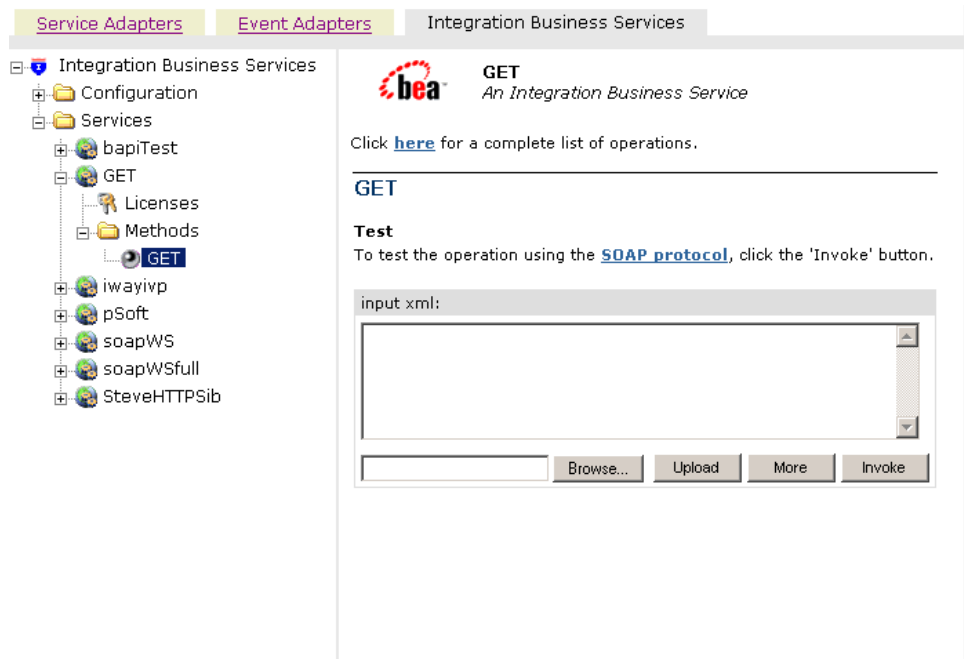 Service Adapters Event Adapters Integration Business Services
Integration Business Services
Configuration
Services
bapiTest
GET
Licenses
Methods
GET
iwayivp
pSoft
soapWS
soapWSfull
SteveHTTPSib
bea
GET
An Integration Business Service
Click here for a complete list of operations.
GET
Test
To test the operation using the SOAP protocol, click the 'Invoke' button.
input xml:
Browse... Upload More Invoke